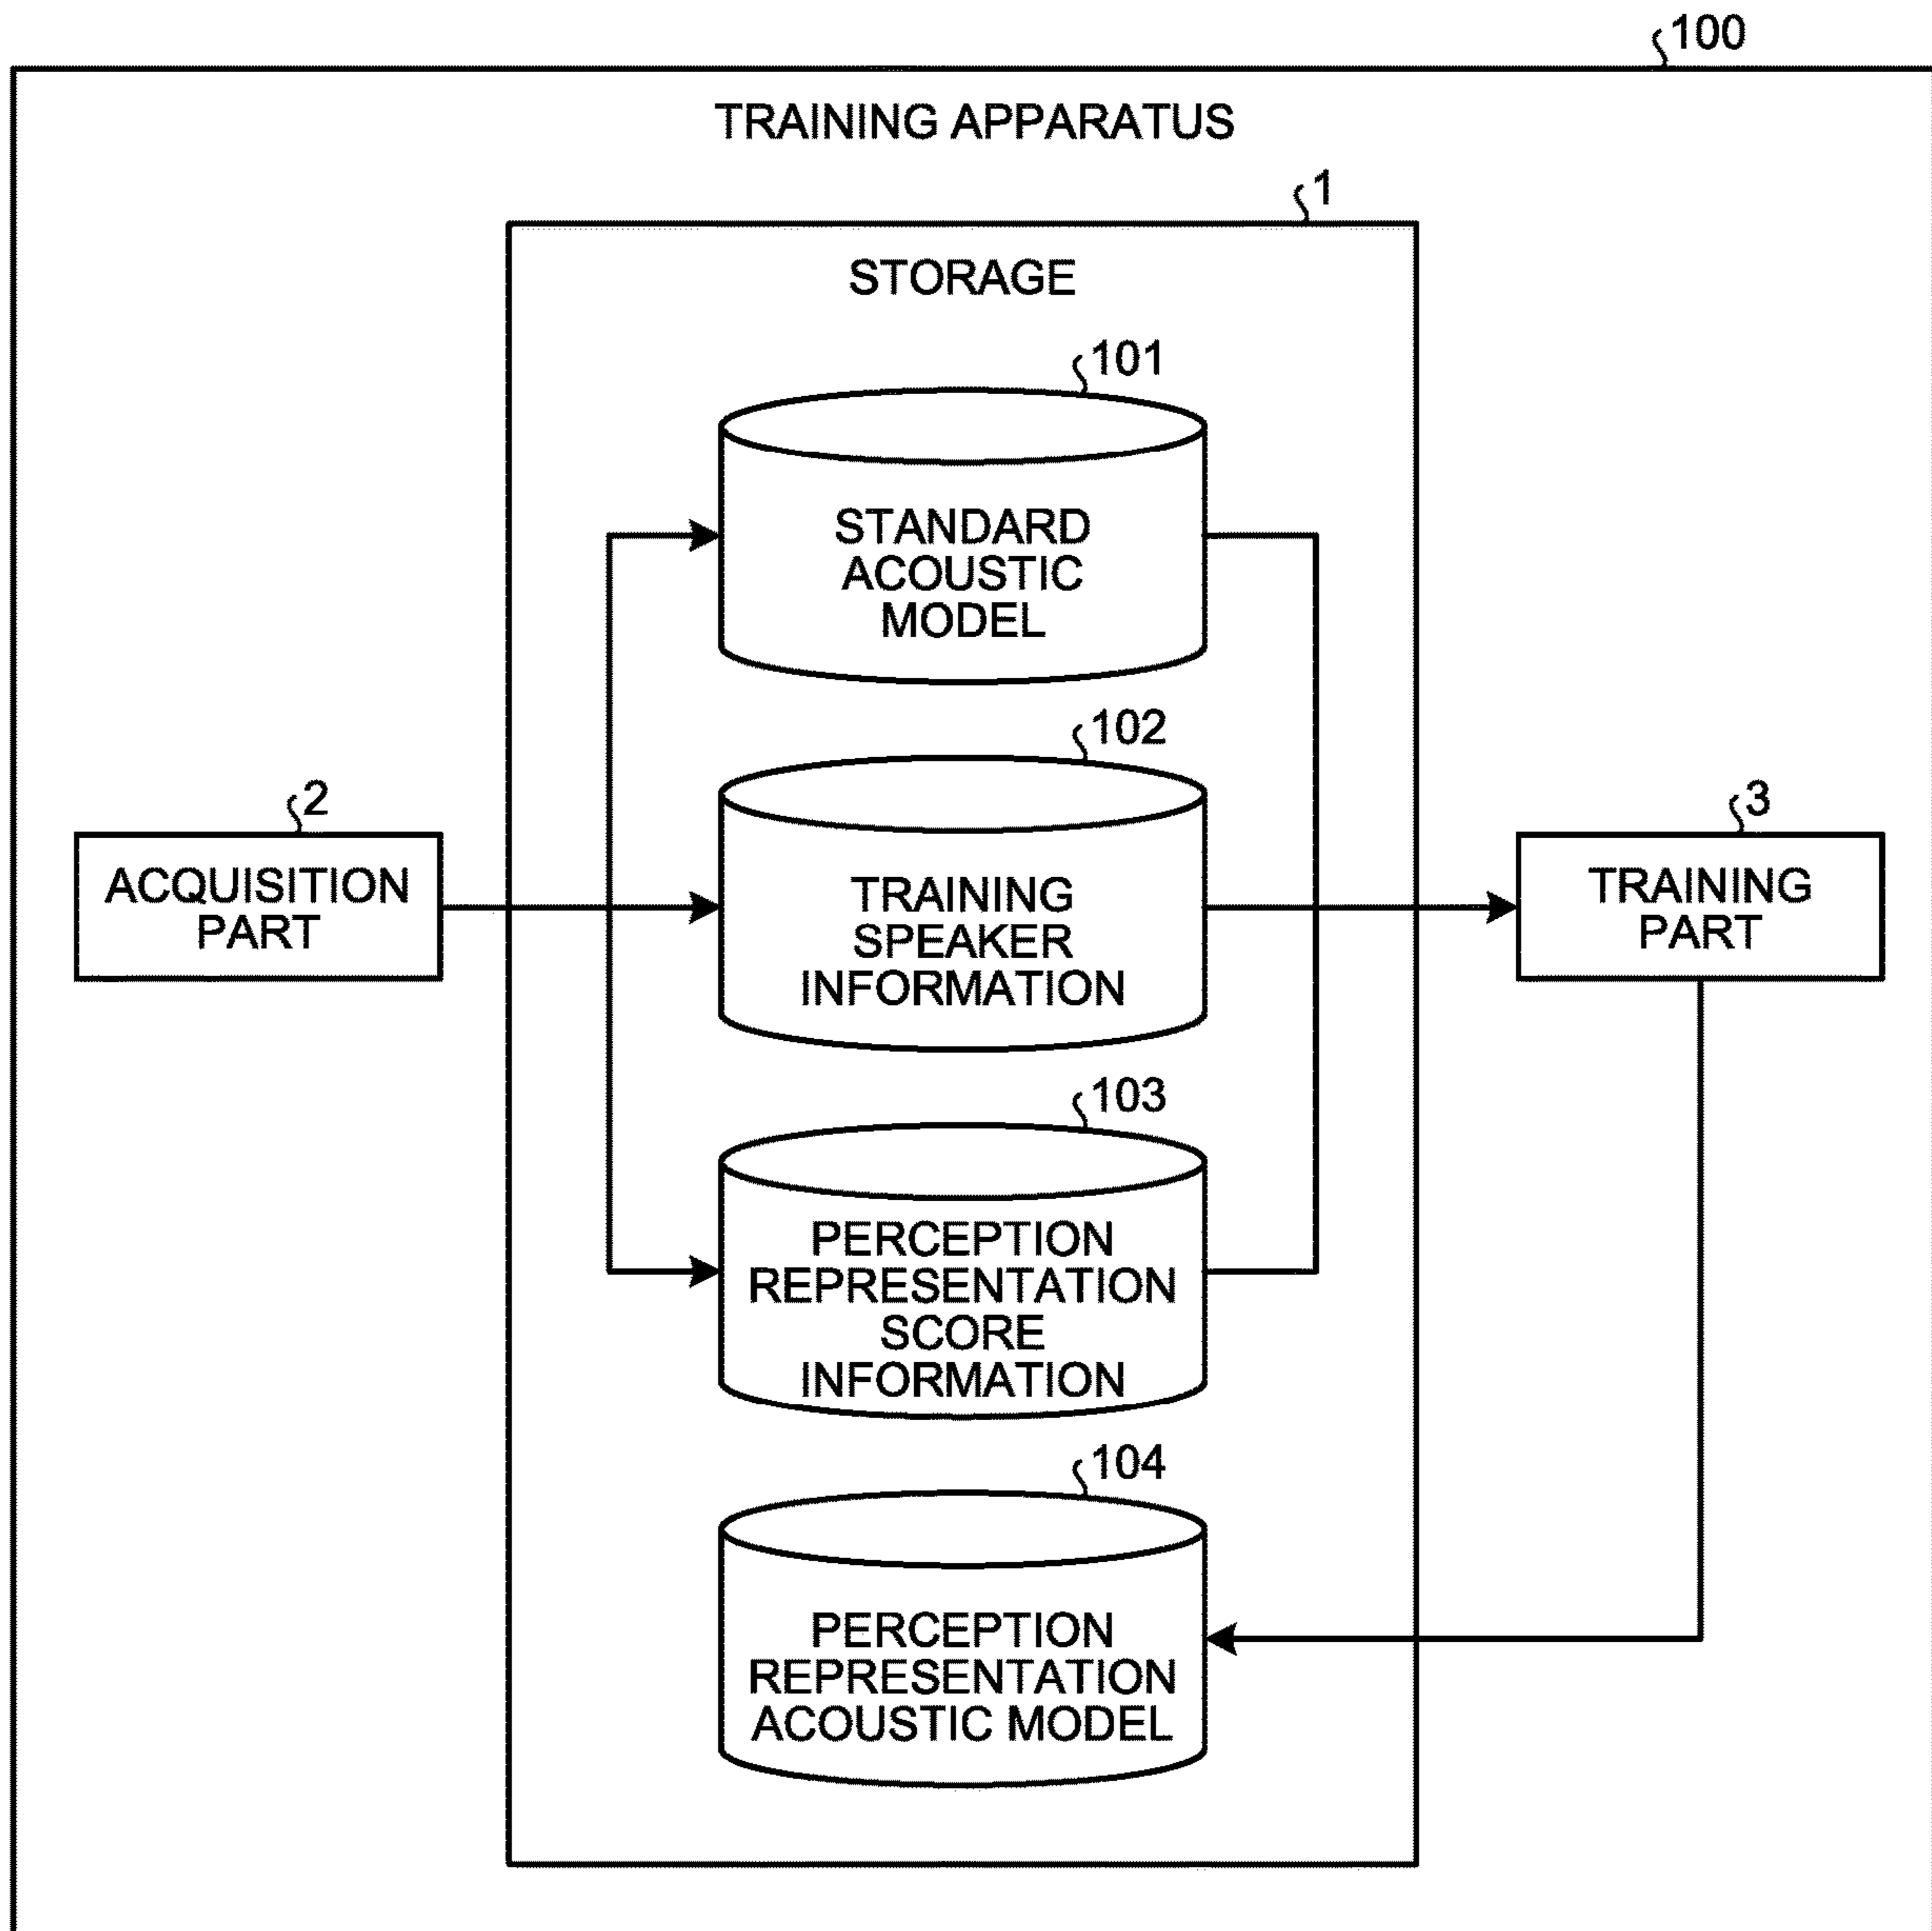 100
TRAINING APPARATUS
1
STORAGE
101
STANDARD
ACOUSTIC
MODEL
102
2
3
ACQUISITION
PART
TRAINING
SPEAKER
INFORMATION
TRAINING
PART
103
PERCEPTION
REPRESENTATION
SCORE
INFORMATION
104
PERCEPTION
REPRESENTATION
ACOUSTIC MODEL